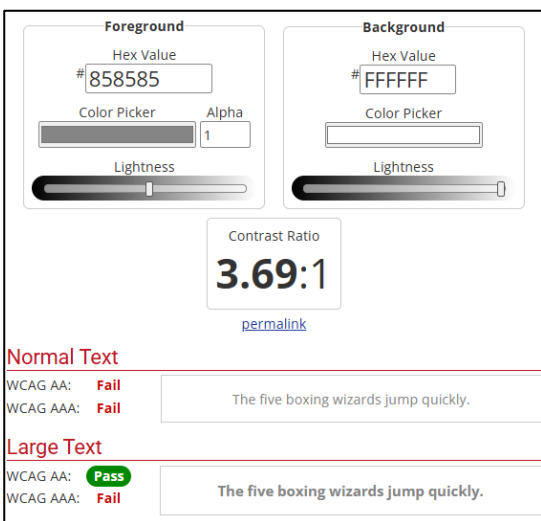 Foreground
Hex Value
#858585
Color Picker Alpha
1
Lightness
Background
Hex Value
#FFFFFF
Color Picker
Lightness
Contrast Ratio
3.69:1
permalink
Normal Text
WCAG AA: Fail
WCAG AAA: Fail
The five boxing wizards jump quickly.
Large Text
WCAG AA: Pass
WCAG AAA: Fail
The five boxing wizards jump quickly.